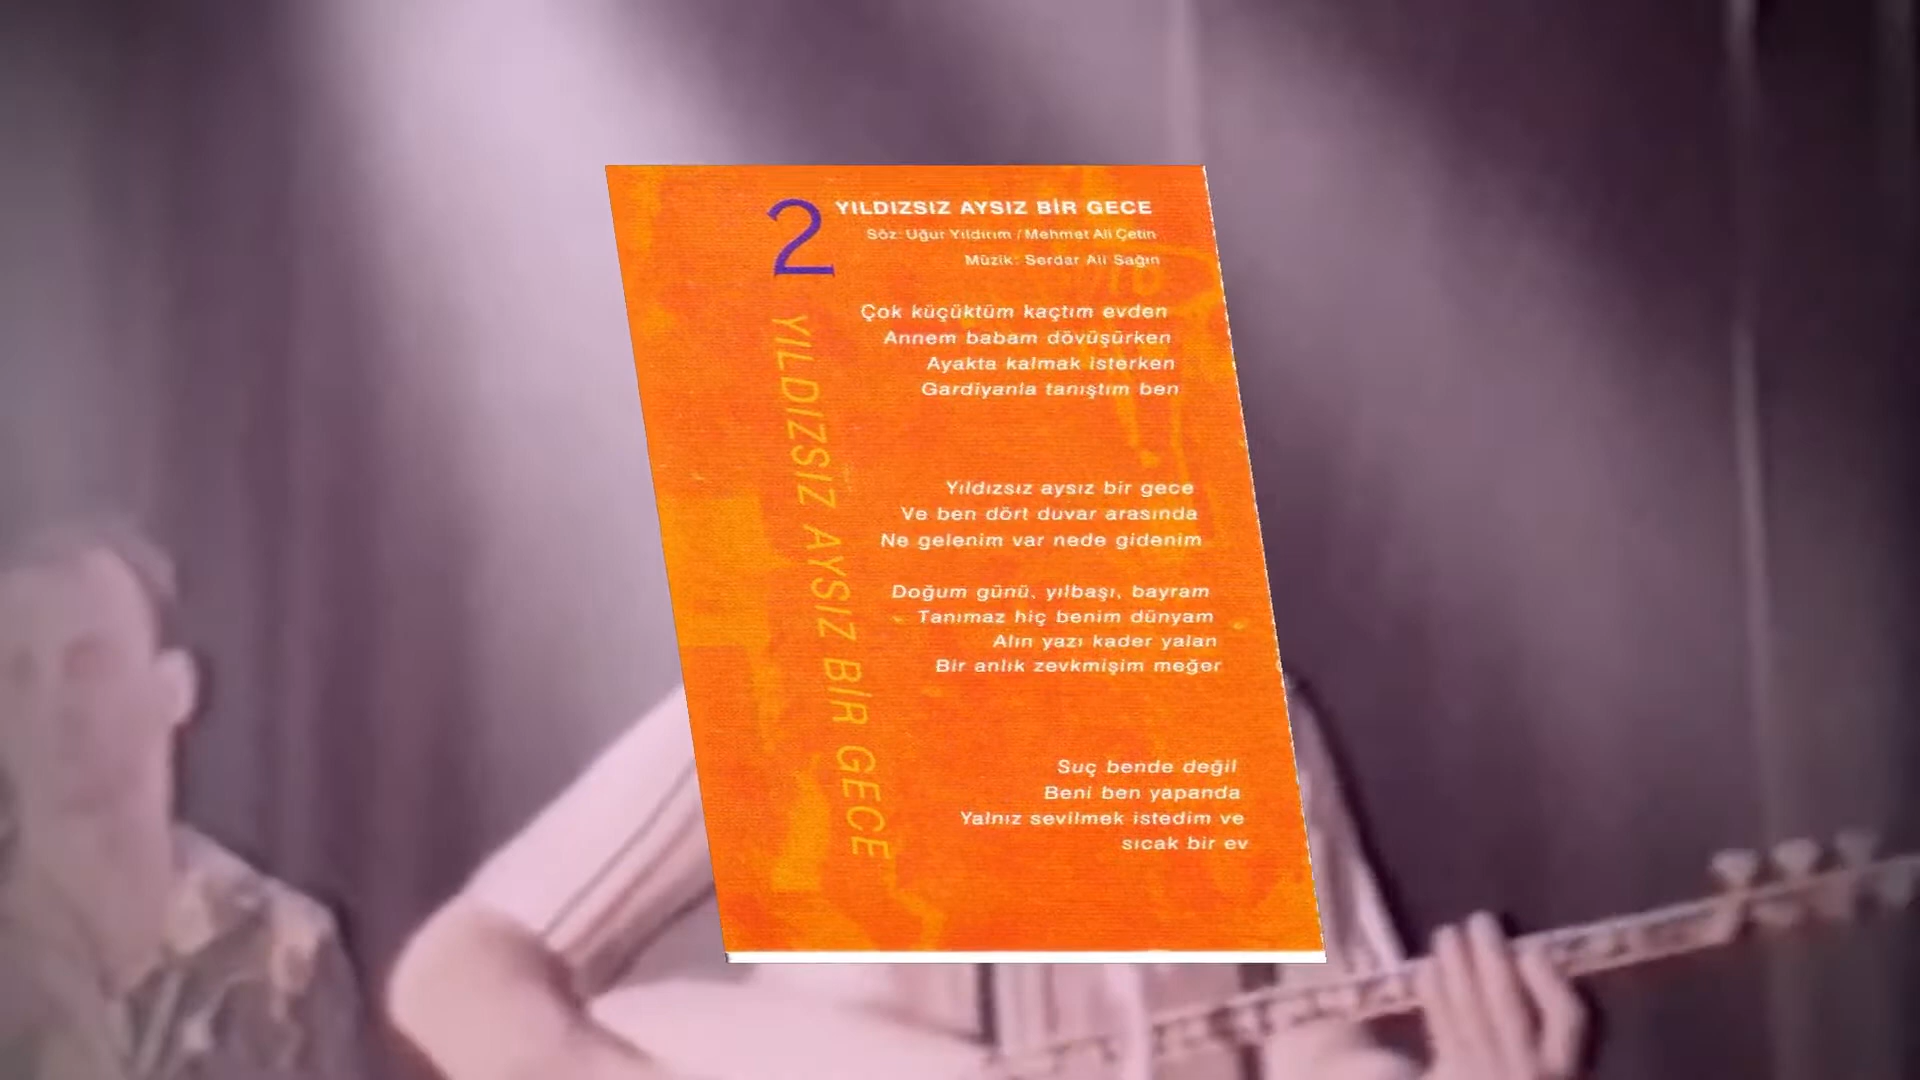 2
YILDIZSIZ AYSIZ BİR GECE
Söz: Uğur Yıldırım / Mehmet Ali Çetin
Müzik: Serdar Ali Sağın
Çok küçüktüm kaçtım evden
Annem babam dövüşürken
Ayakta kalmak isterken
Gardiyanla tanıştım ben
Yıldızsız aysız bir gece
Ve ben dört duvar arasında
Ne gelenim var nede gidenim
Doğum günü, yılbaşı, bayram
Tanımaz hiç benim dünyam
Alın yazı kader yalan
Bir anlık zevkmişim meğer
Suç bende değil
Beni ben yapanda
Yalnız sevilmek istedim ve
sıcak bir ev
YILDIZSIZ AYSIZ BİR GECE